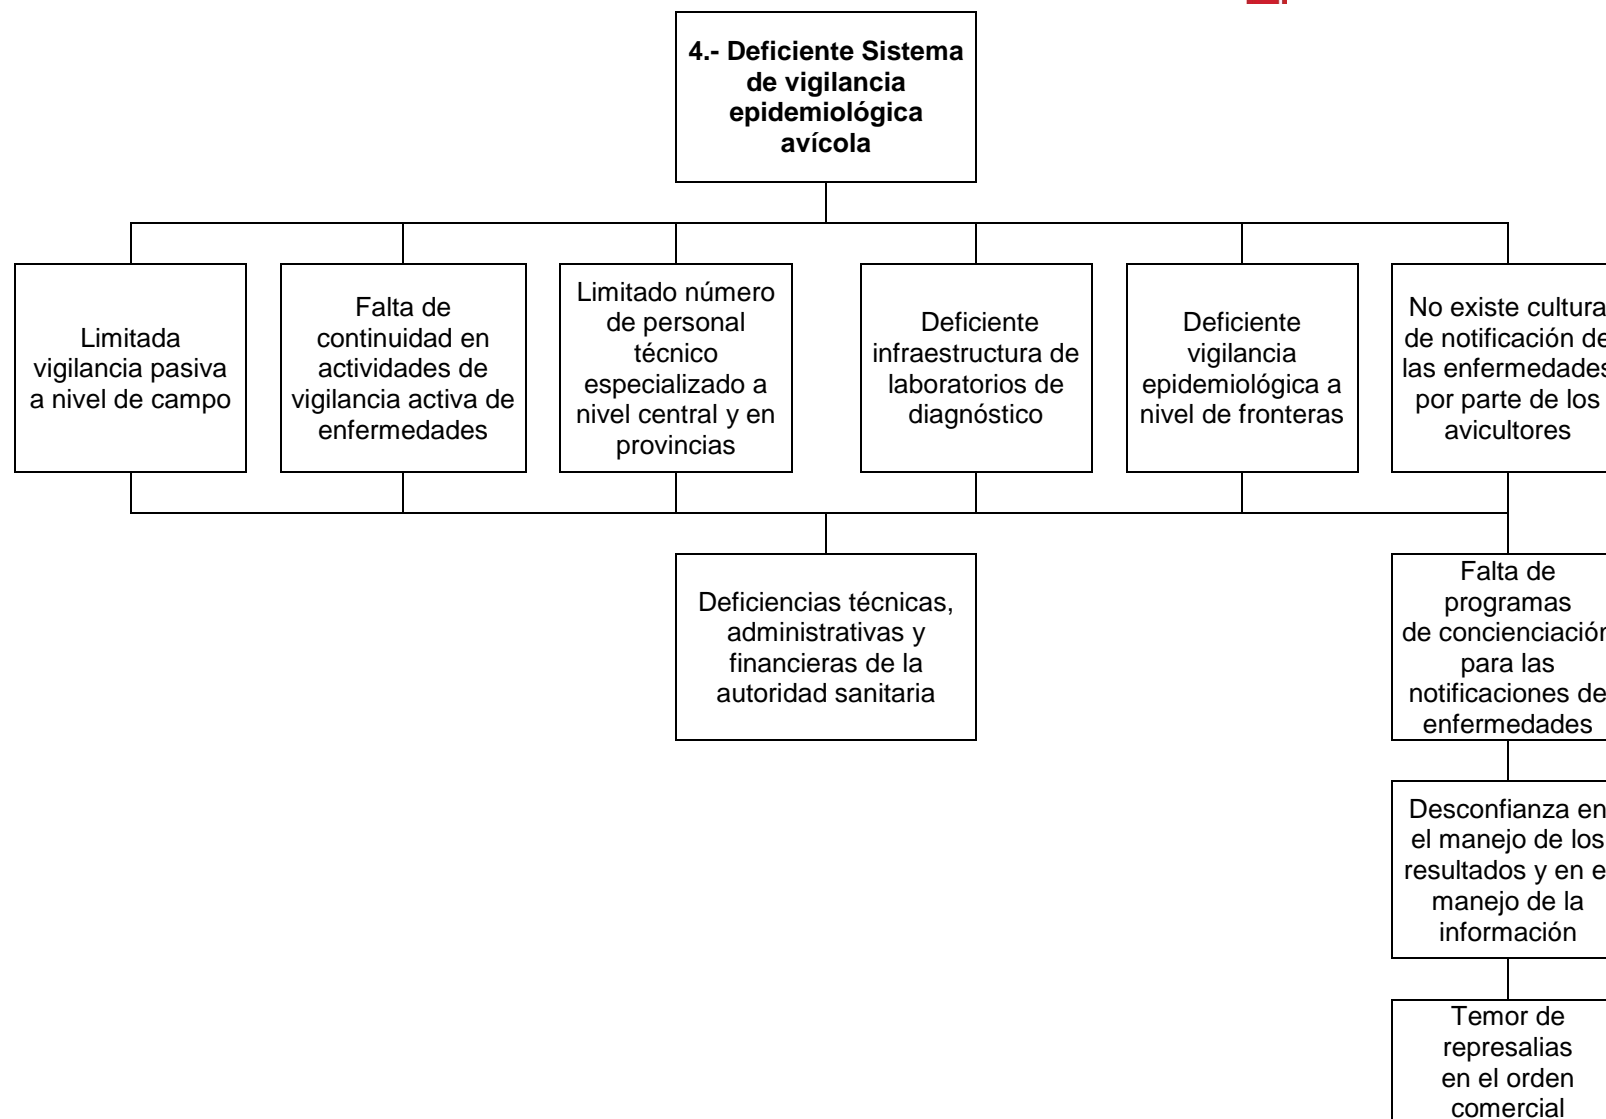 4.- Deficiente Sistema
de vigilancia
epidemiológica
avícola
Limitada
vigilancia pasiva
a nivel de campo
Falta de
continuidad en
actividades de
vigilancia activa de
enfermedades
Limitado número
de personal
técnico
especializado a
nivel central y en
provincias
Deficiente
infraestructura de
laboratorios de
diagnóstico
Deficiente
vigilancia
epidemiológica a
nivel de fronteras
No existe cultura
de notificación de
las enfermedades
por parte de los
avicultores
Deficiencias técnicas,
administrativas y
financieras de la
autoridad sanitaria
Falta de
programas
de concienciación
para las
notificaciones de
enfermedades
Desconfianza en
el manejo de los
resultados y en el
manejo de la
información
Temor de
represalias
en el orden
comercial